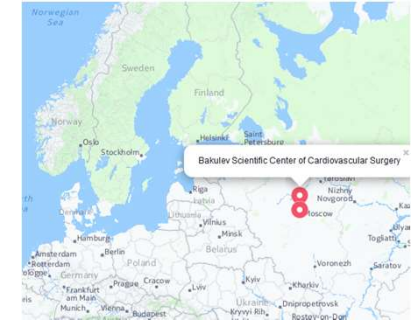 Norwegian
Sea
Sweden
Finland
Norway
Oslo
Helsinki
Saint
Petersburg
Stockholm
Bakulev Scientific Center of Cardiovascular Surgery
×
Yaroslavl
Riga
Latvia
Nizhny
Novgorod
Moscow
Denmark
Lithuania
Vilnius
Togliatti
Minsk
Hamburg
Belarus
Amsterdam
Berlin
Poland
Rotterdam
Voronezh
Saratov
Germany
Prague
Cracow
Lviv
Kyiv
Kharkiv
Frankfurt
am Main
Ukraine
Dnipropetrovsk
Munich
Vienna
Budapest
Kryvyi Rib
Rostov-on-Don